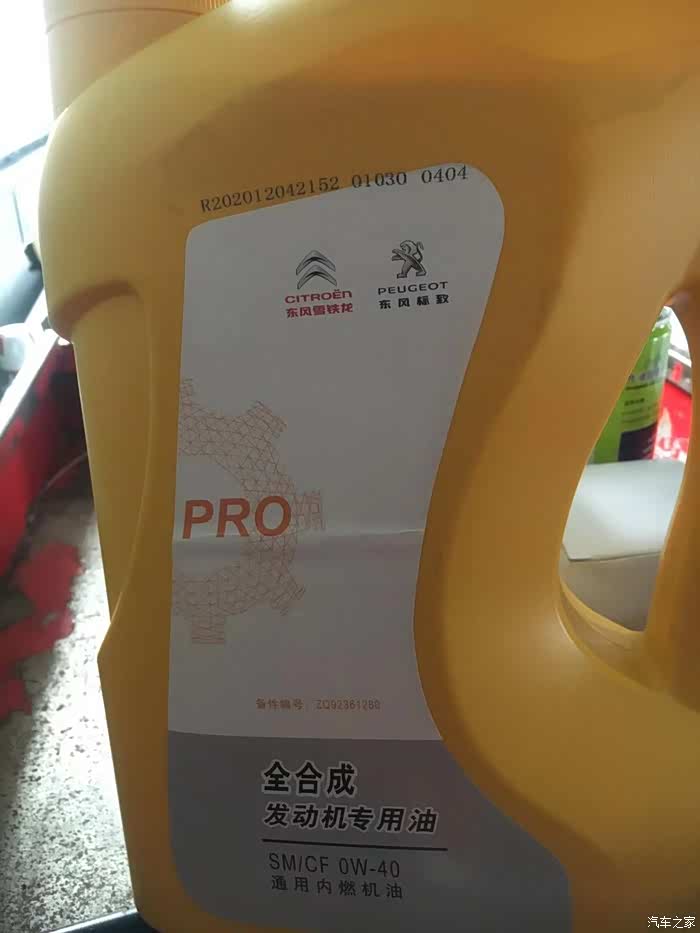 R202012042152 01030 0404
CITROËN
东风雪铁龙
PEUGEOT
东风标致
PRO
备件编号: ZQ92361280
全合成
发动机专用油
SM/CF 0W-40
通用内燃机油
汽车之家